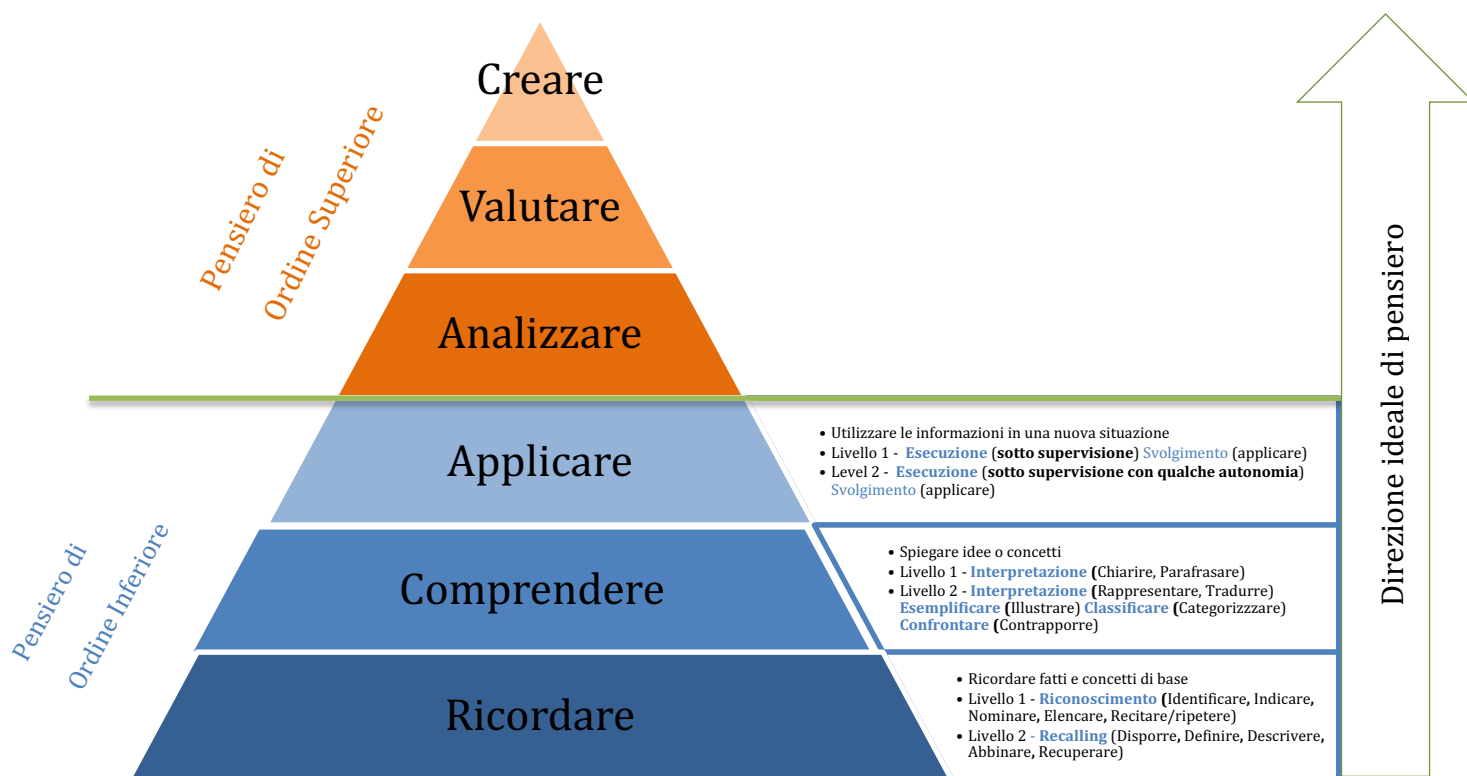 Creare
Valutare
Analizzare
Applicare
Comprendere
Ricordare
Pensiero di
Ordine Superiore
Pensiero di
Ordine Inferiore
• Utilizzare le informazioni in una nuova situazione
• Livello 1 - Esecuzione (sotto supervisione) Svolgimento (applicare)
• Level 2 - Esecuzione (sotto supervisione con qualche autonomia)
Svolgimento (applicare)
• Spiegare idee o concetti
• Livello 1 - Interpretazione (Chiarire, Parafrasare)
• Livello 2 - Interpretazione (Rappresentare, Tradurre)
Esemplificare (Illustrare) Classificare (Categorizzzare)
Confrontare (Contrapporre)
• Ricordare fatti e concetti di base
• Livello 1 - Riconoscimento (Identificare, Indicare,
Nominare, Elencare, Recitare/ripetere)
• Livello 2 - Recalling (Disporre, Definire, Descrivere,
Abbinare, Recuperare)
Direzione ideale di pensiero